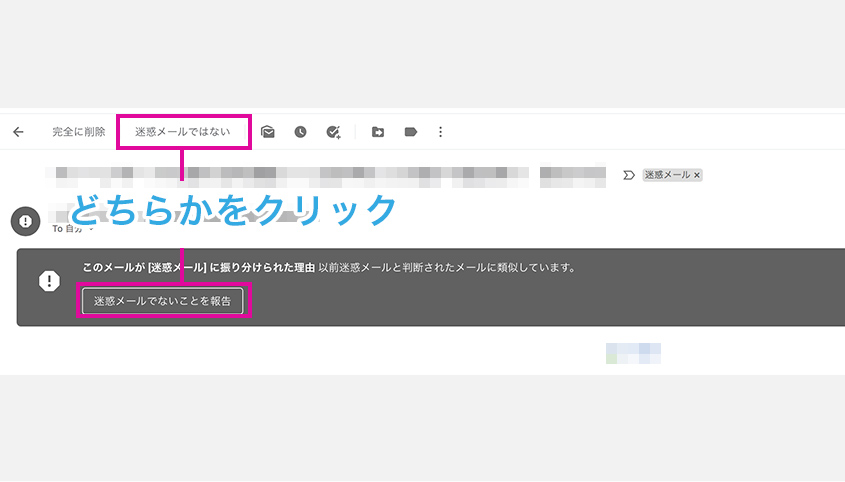 完全に削除 迷惑メールではない
迷惑メール ×
どちらかをクリック
To 自分
このメールが [迷惑メール] に振り分けられた理由 以前迷惑メールと判断されたメールに類似しています。
迷惑メールでないことを報告